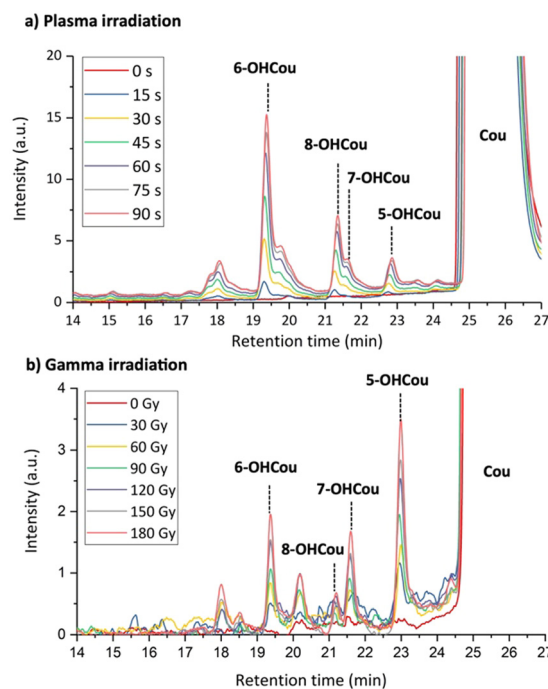 a) Plasma irradiation
20
15
10
5
0
Intensity (a.u.)
0 s
15 s
30 s
45 s
60 s
75 s
90 s
6-OHCou
8-OHCou
7-OHCou
5-OHCou
Cou
14 15 16 17 18 19 20 21 22 23 24 25 26 27
Retention time (min)
b) Gamma irradiation
4
3
2
1
0
Intensity (a.u.)
0 Gy
30 Gy
60 Gy
90 Gy
120 Gy
150 Gy
180 Gy
5-OHCou
6-OHCou
7-OHCou
8-OHCou
Cou
14 15 16 17 18 19 20 21 22 23 24 25 26 27
Retention time (min)